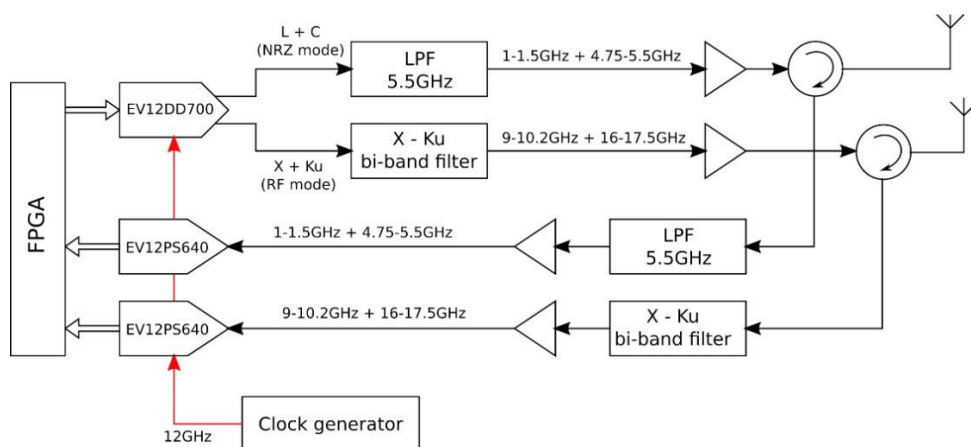 L + C
(NRZ mode)
LPF
5.5GHz
1-1.5GHz + 4.75-5.5GHz
EV12DD700
X + Ku
(RF mode)
X - Ku
bi-band filter
9-10.2GHz + 16-17.5GHz
FPGA
EV12PS640
1-1.5GHz + 4.75-5.5GHz
LPF
5.5GHz
EV12PS640
9-10.2GHz + 16-17.5GHz
X - Ku
bi-band filter
12GHz
Clock generator